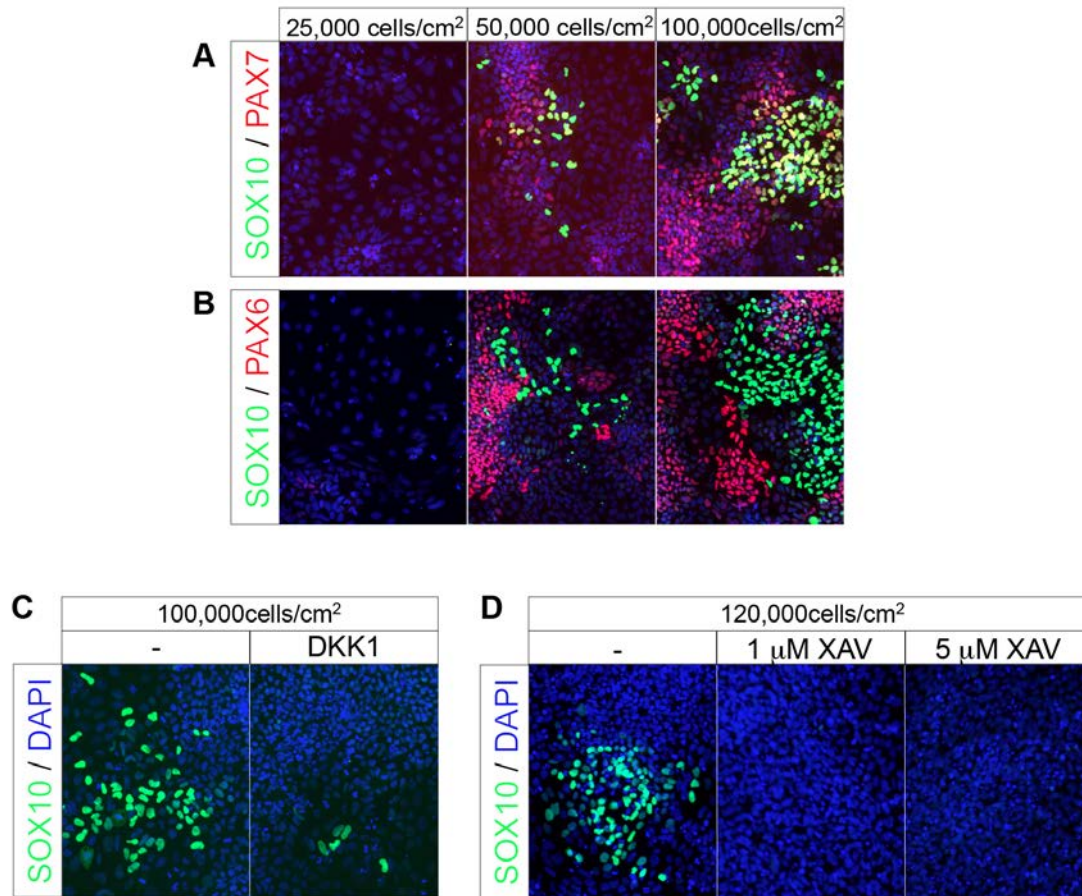 25,000 cells/cm²
50,000 cells/cm²
100,000cells/cm²
A
SOX10 / PAX7
B
SOX10 / PAX6
C
100,000cells/cm²
-
DKK1
SOX10 / DAPI
D
120,000cells/cm²
-
1 μM XAV
5 μM XAV
SOX10 / DAPI